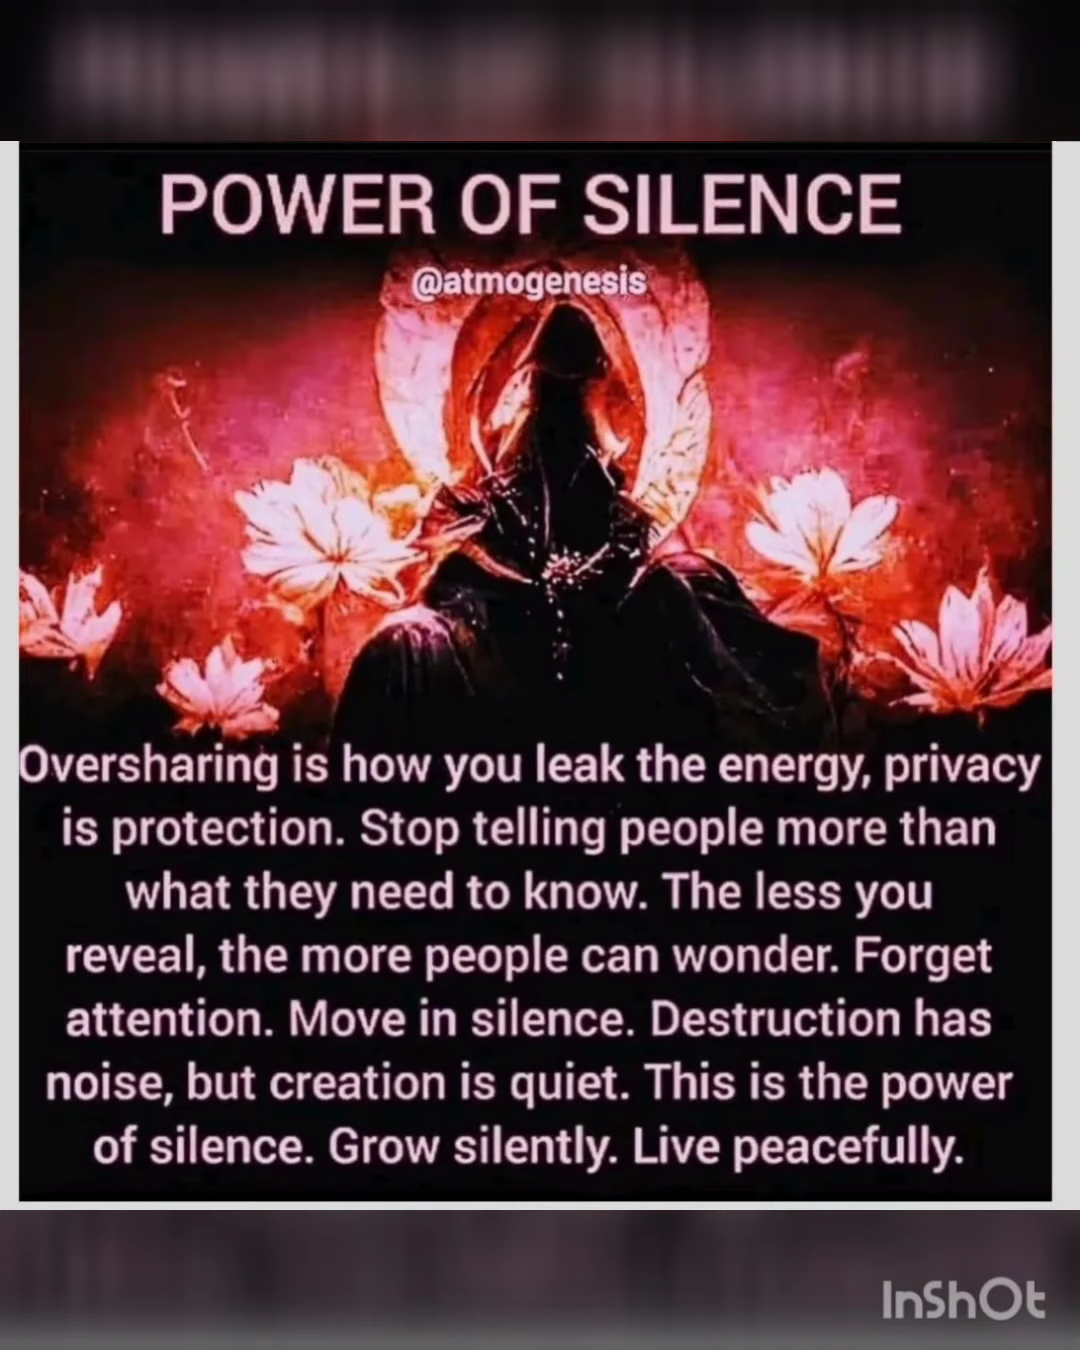 POWER OF SILENCE
@atmogenesis
Oversharing is how you leak the energy, privacy
is protection. Stop telling people more than
what they need to know. The less you
reveal, the more people can wonder. Forget
attention. Move in silence. Destruction has
noise, but creation is quiet. This is the power
of silence. Grow silently. Live peacefully.
InShOt